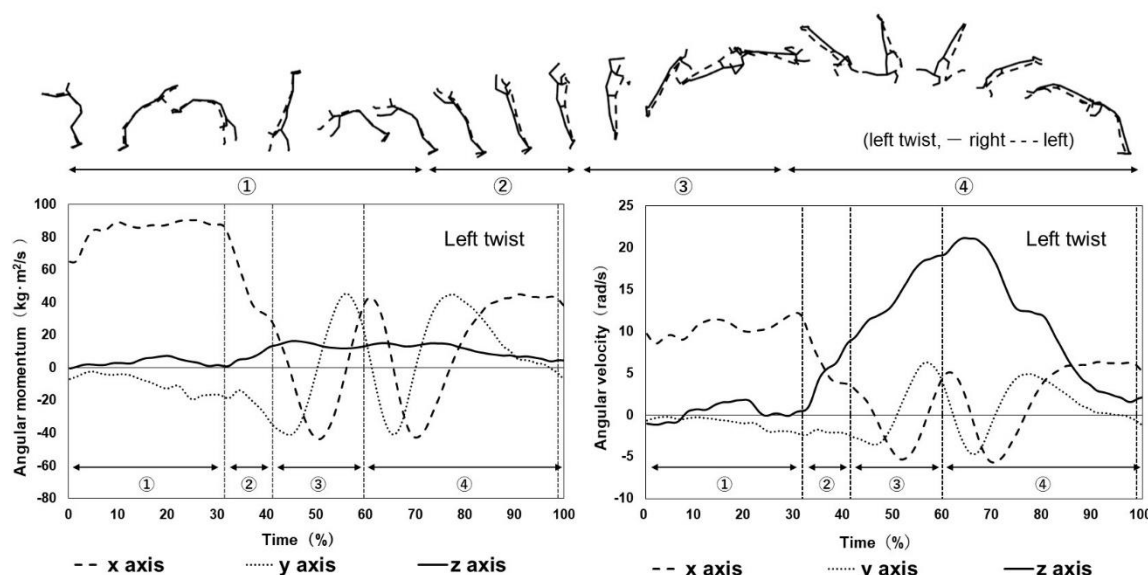 (left twist, — right - - - left)
① ② ③ ④
Left twist
Angular momentum (kg·m²/s)
100
80
60
40
20
0
-20
-40
-60
-80
① ② ③ ④
0 10 20 30 40 50 60 70 80 90 100
Time (%)
x axis y axis z axis
Left twist
Angular velocity (rad/s)
25
20
15
10
5
0
-5
-10
① ② ③ ④
0 10 20 30 40 50 60 70 80 90 100
Time (%)
x axis y axis z axis